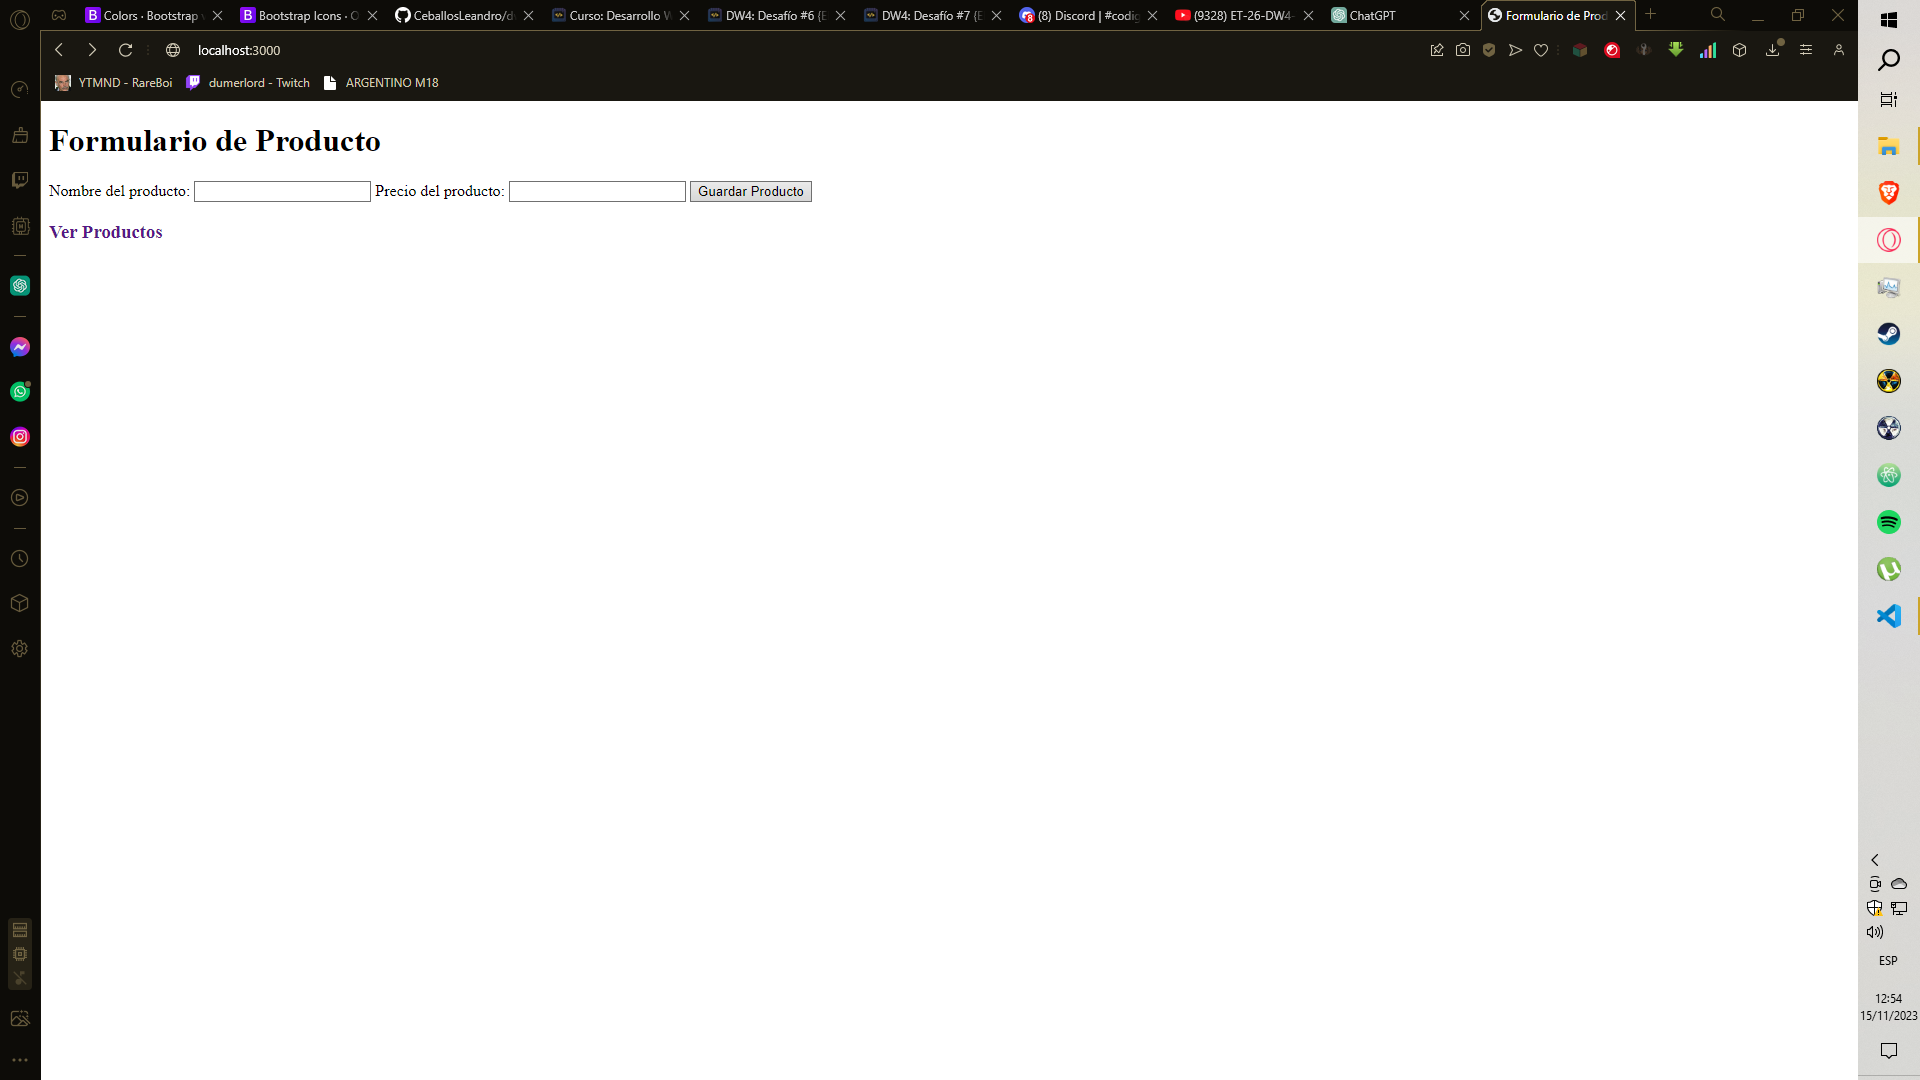 Colors · Bootstrap v
Bootstrap Icons · O
CeballosLeandro/d
Curso: Desarrollo W
DW4: Desafío #6 (E
DW4: Desafío #7 (E
(8) Discord | #codig
(9328) ET-26-DW4-
ChatGPT
Formulario de Prod
localhost:3000
YTMND - RareBoi
dumerlord - Twitch
ARGENTINO M18
Formulario de Producto
Nombre del producto: Precio del producto: Guardar Producto
Ver Productos
ESP
12:54
15/11/2023